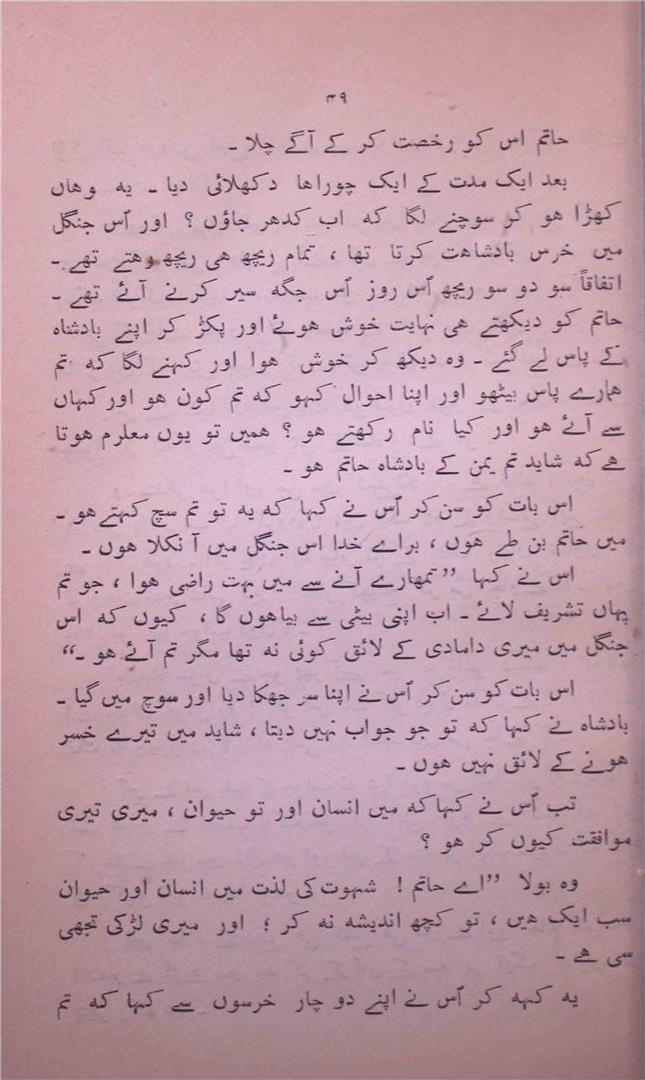 ۴۹
حاتم اس کو رخصت کر کے آگے چلا ۔
بعد ایک مدت کے ایک چوراہا دکھلائی دیا ۔ یہ وہاں
کھڑا ہو کر سوچنے لگا کہ اب کدھر جاؤں ؟ اور اُس جنگل
میں خرس بادشاہت کرتا تھا ، تمام ریچھ ہی ریچھ رہتے تھے ۔
اتفاقاً سو دو سو ریچھ اُس روز اُس جگہ سیر کرنے آئے تھے ۔
حاتم کو دیکھتے ہی نہایت خوش ہوئے اور پکڑ کر اپنے بادشاہ
کے پاس لے گئے ۔ وہ دیکھ کر خوش ہوا اور کہنے لگا کہ تم
ہمارے پاس بیٹھو اور اپنا احوال کہو کہ تم کون ہو اور کہاں
سے آئے ہو اور کیا نام رکھتے ہو ؟ ہمیں تو یوں معلرم ہوتا
ہے کہ شاید تم یمن کے بادشاہ حاتم ہو ۔
اس بات کو سن کر اُس نے کہا کہ یہ تو تم سچ کہتے ہو ۔
میں حاتم بن طے ہوں ، براے خدا اس جنگل میں آ نکلا ہوں ۔
اس نے کہا ”تمھارے آنے سے میں بہت راضی ہوا ، جو تم
یہاں تشریف لائے ۔ اب اپنی بیٹی سے بیاہوں گا ، کیوں کہ اس
جنگل میں میری دامادی کے لائق کوئی نہ تھا مگر تم آئے ہو ۔“
اس بات کو سن کر اُس نے اپنا سر جھکا دیا اور سوچ میں گیا ۔
بادشاہ نے کہا کہ تو جو جواب نہیں دیتا ، شاید میں تیرے خسر
ہونے کے لائق نہیں ہوں ۔
تب اُس نے کہا کہ میں انسان اور تو حیوان ، میری تیری
موافقت کیوں کر ہو ؟
وہ بولا ”اے حاتم ! شہوت کی لذت میں انسان اور حیوان
سب ایک ہیں ، تو کچھ اندیشہ نہ کر ؛ اور میری لڑکی تجھی
سی ہے ۔
یہ کہہ کر اُس نے اپنے دو چار خرسوں سے کہا کہ تم